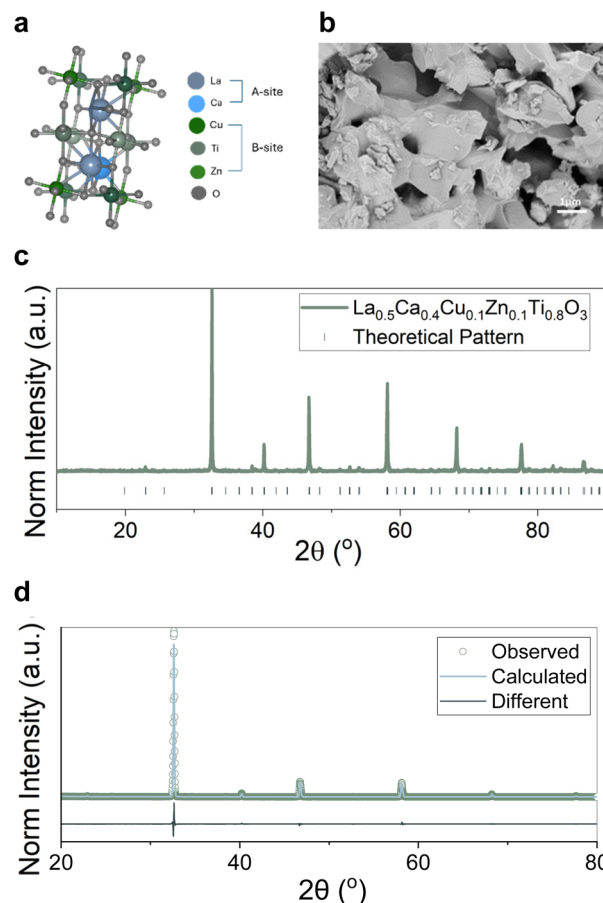 a
La
Ca
A-site
Cu
Ti
B-site
Zn
O
b
1μm
c
Norm Intensity (a.u.)
La0.5Ca0.4Cu0.1Zn0.1Ti0.8O3
Theoretical Pattern
20 40 60 80
2θ (º)
d
Norm Intensity (a.u.)
Observed
Calculated
Different
20 40 60 80
2θ (º)